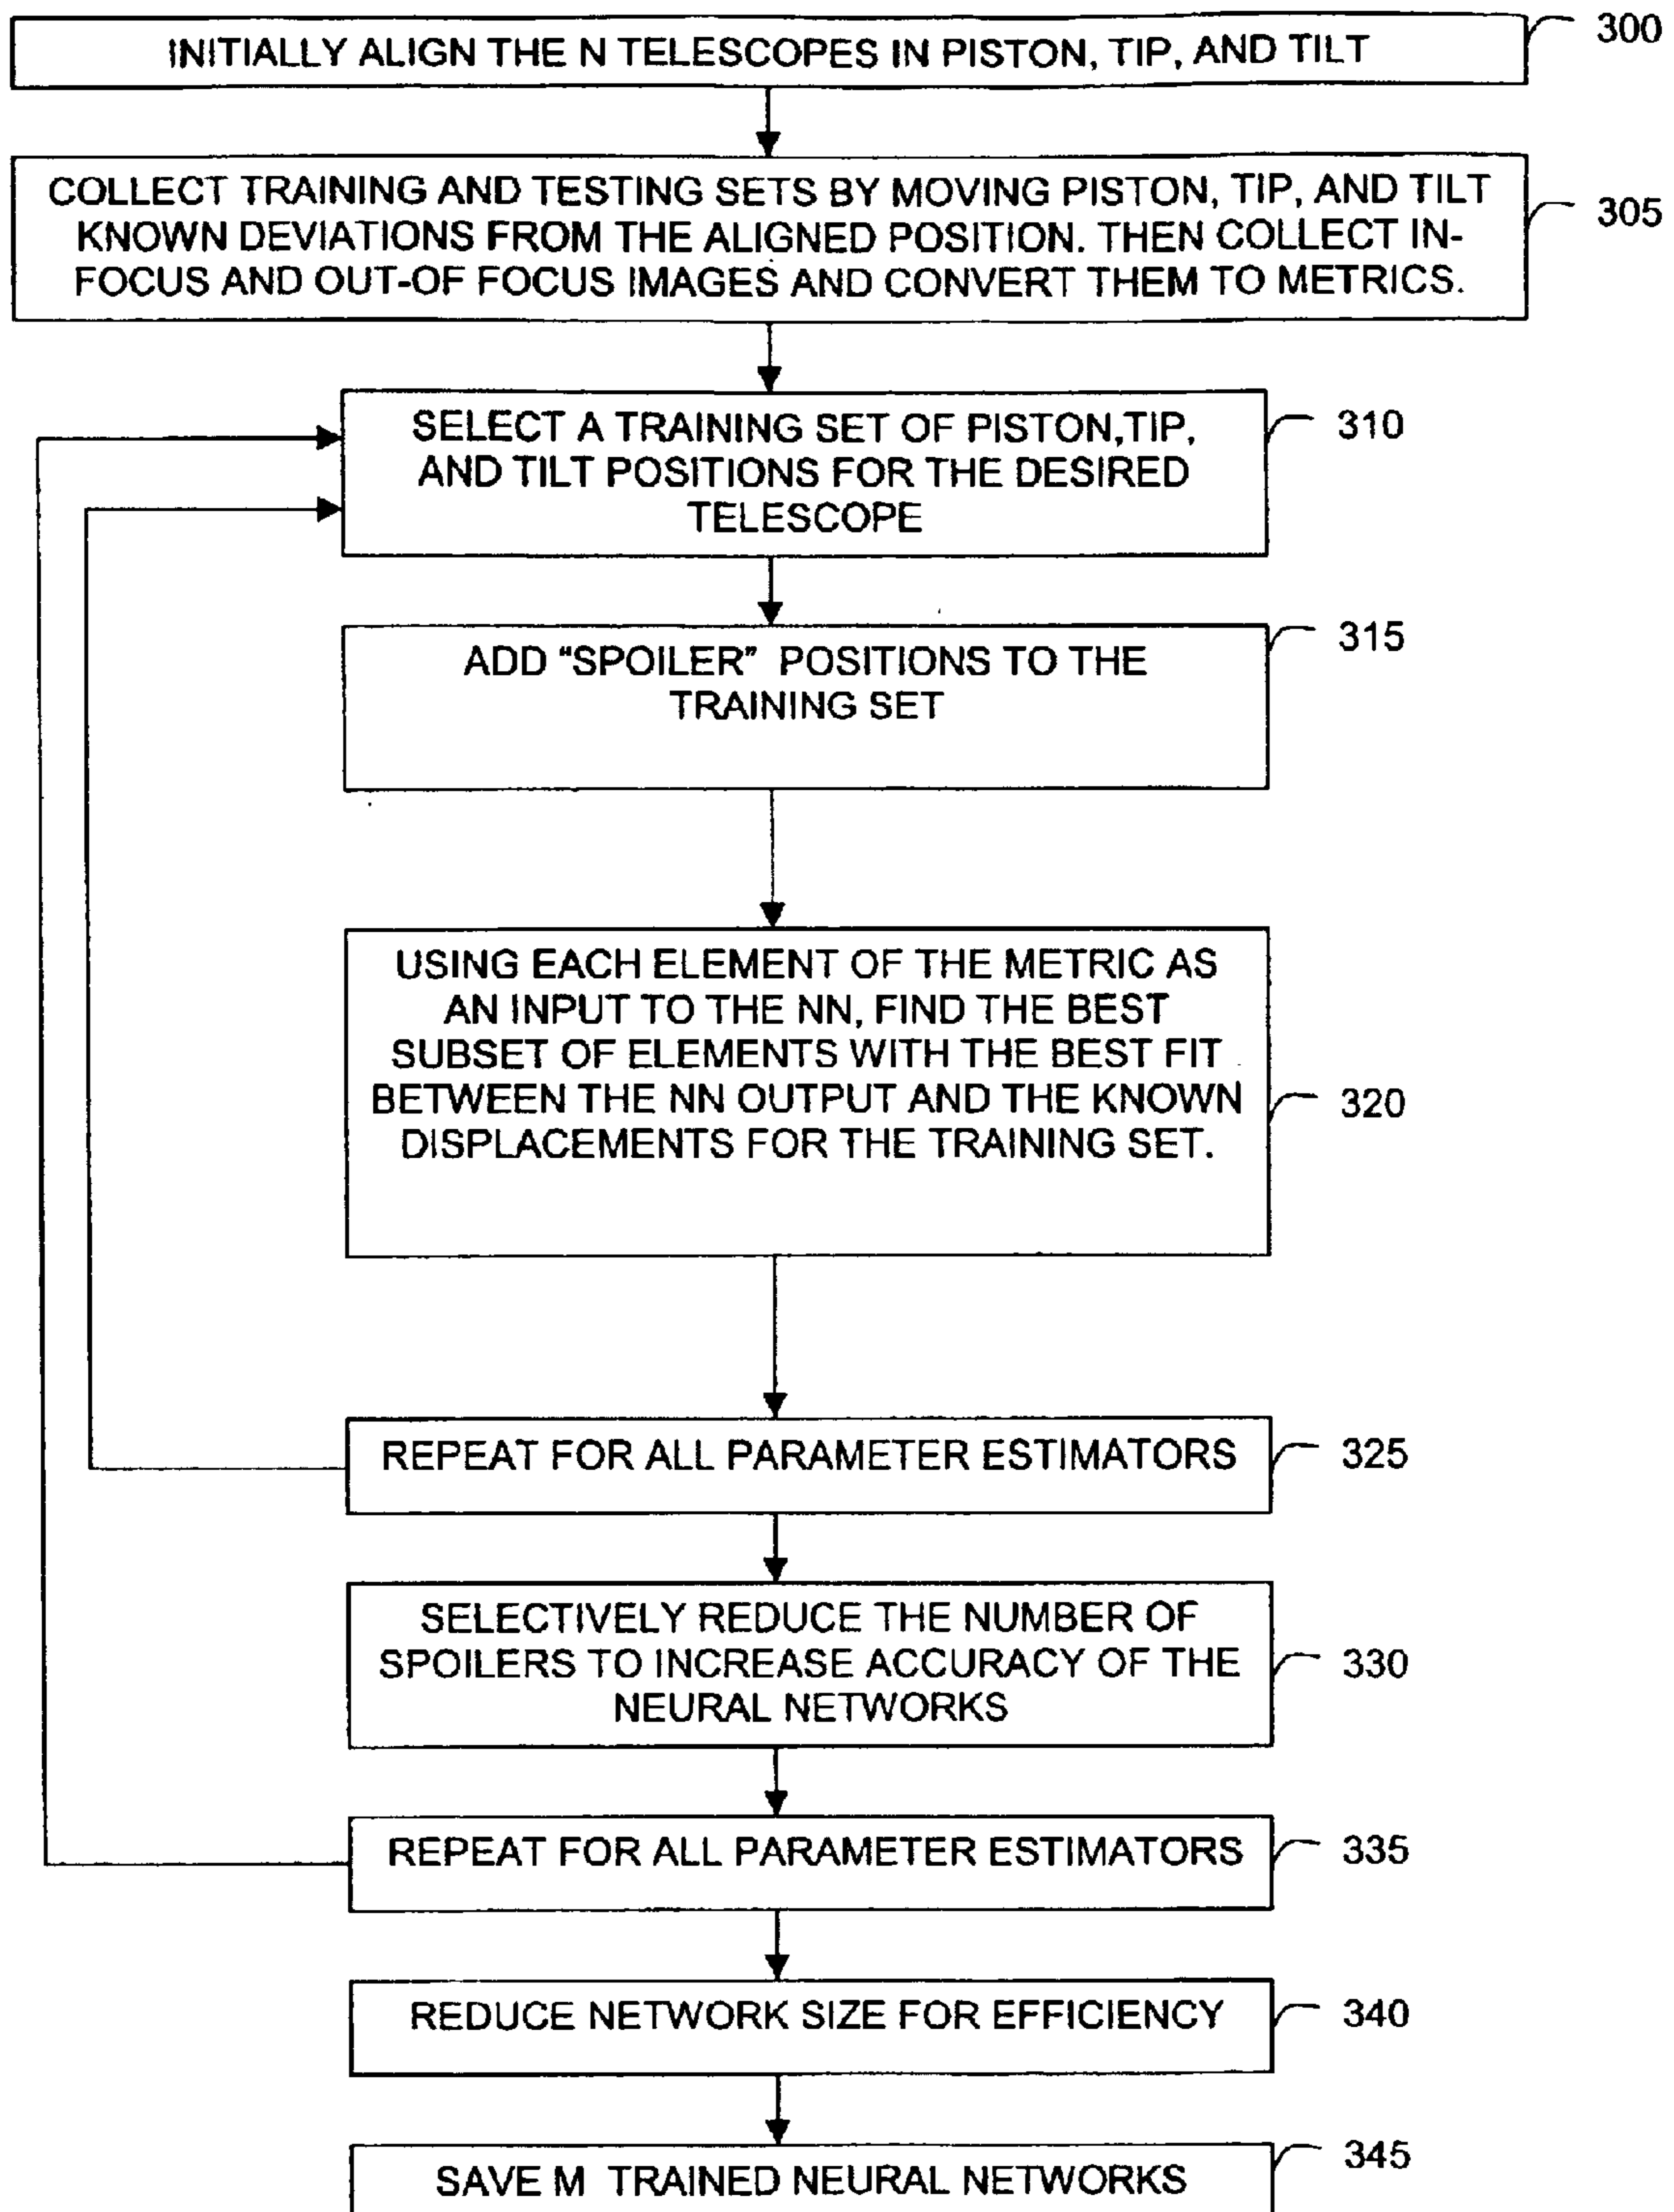 INITIALLY ALIGN THE N TELESCOPES IN PISTON, TIP, AND TILT
300
COLLECT TRAINING AND TESTING SETS BY MOVING PISTON, TIP, AND TILT
KNOWN DEVIATIONS FROM THE ALIGNED POSITION. THEN COLLECT IN-
FOCUS AND OUT-OF FOCUS IMAGES AND CONVERT THEM TO METRICS.
305
SELECT A TRAINING SET OF PISTON,TIP,
AND TILT POSITIONS FOR THE DESIRED
TELESCOPE
310
ADD “SPOILER” POSITIONS TO THE
TRAINING SET
315
USING EACH ELEMENT OF THE METRIC AS
AN INPUT TO THE NN, FIND THE BEST
SUBSET OF ELEMENTS WITH THE BEST FIT
BETWEEN THE NN OUTPUT AND THE KNOWN
DISPLACEMENTS FOR THE TRAINING SET.
320
REPEAT FOR ALL PARAMETER ESTIMATORS
325
SELECTIVELY REDUCE THE NUMBER OF
SPOILERS TO INCREASE ACCURACY OF THE
NEURAL NETWORKS
330
REPEAT FOR ALL PARAMETER ESTIMATORS
335
REDUCE NETWORK SIZE FOR EFFICIENCY
340
SAVE M TRAINED NEURAL NETWORKS
345